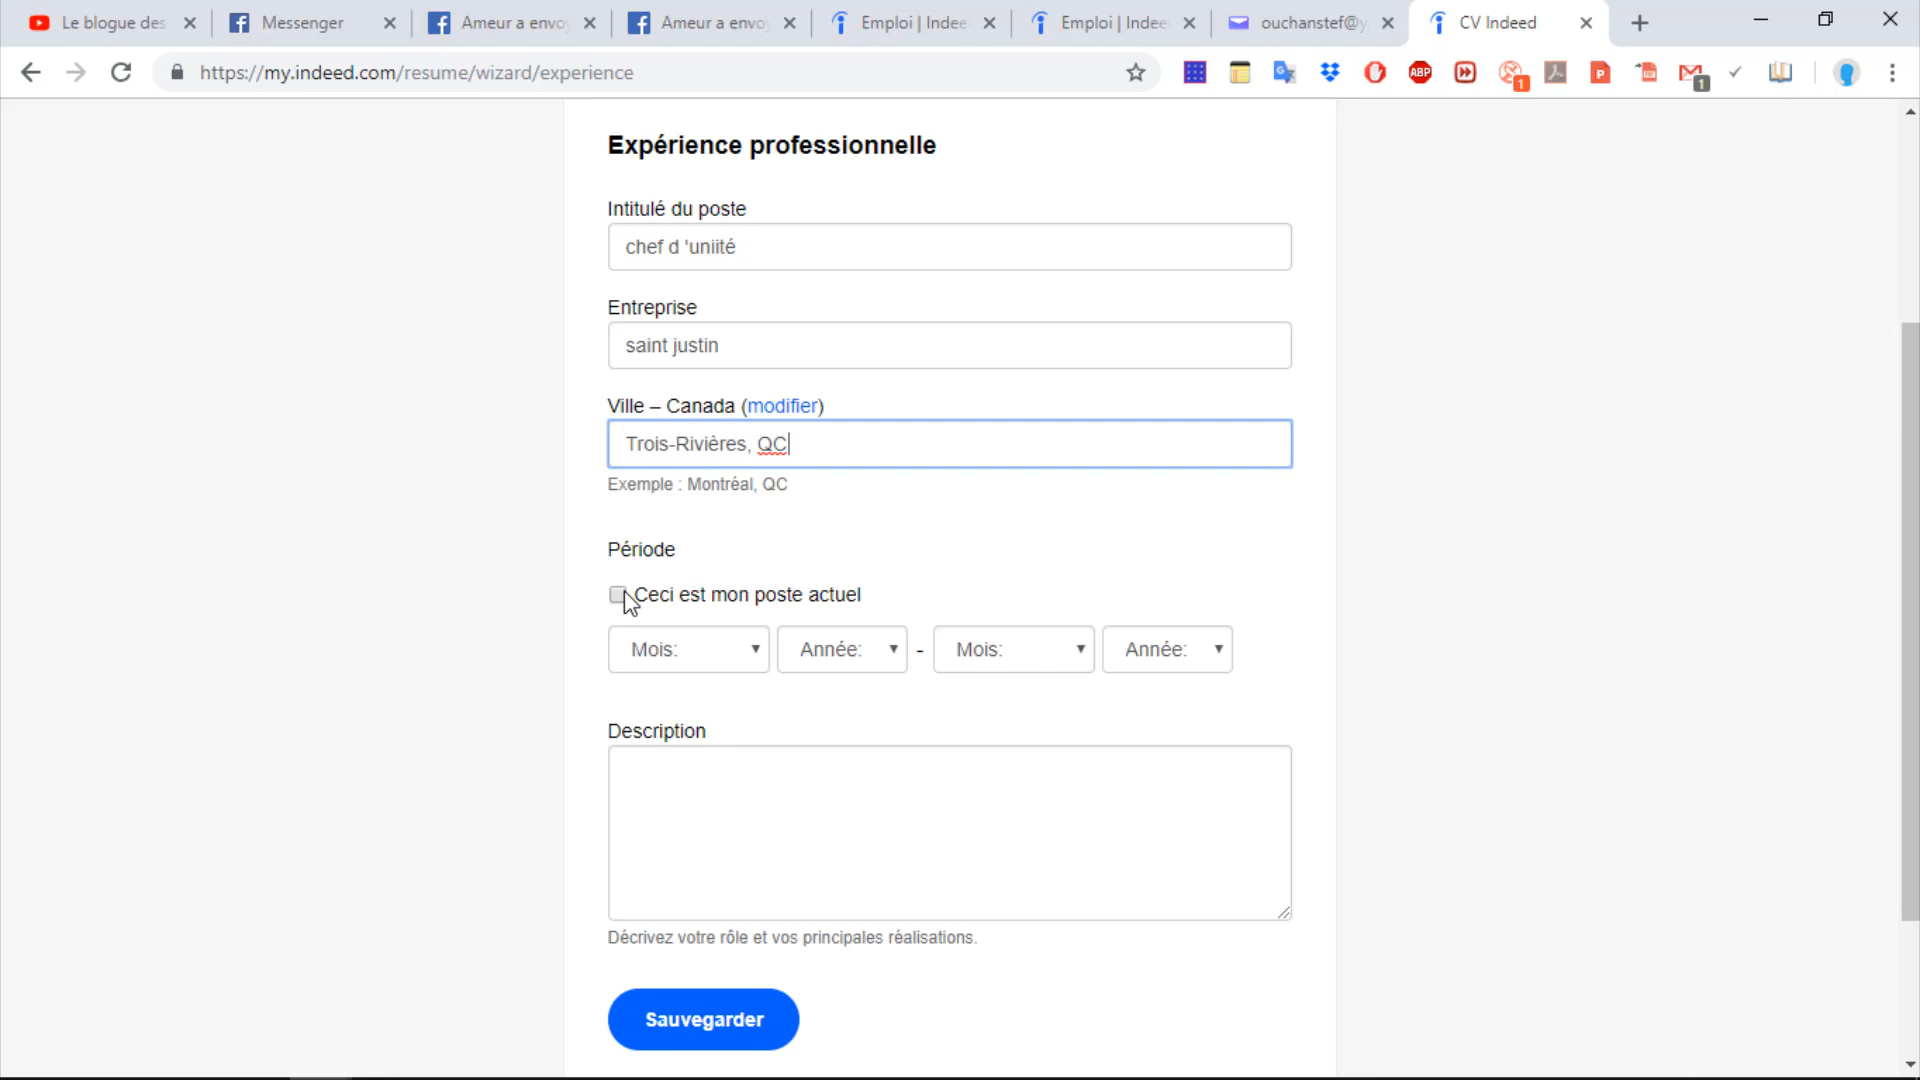 Le blogue des
Messenger
Ameur a envoy
Ameur a envoy
Emploi | Indee
Emploi | Indee
ouchanstef@y
CV Indeed
https://my.indeed.com/resume/wizard/experience
ABP
1
1
Expérience professionnelle
Intitulé du poste
chef d 'uniité
Entreprise
saint justin
Ville – Canada (modifier)
Trois-Rivières, QC
Exemple : Montréal, QC
Période
Ceci est mon poste actuel
Mois: Année: - Mois: Année:
Description
Décrivez votre rôle et vos principales réalisations.
Sauvegarder